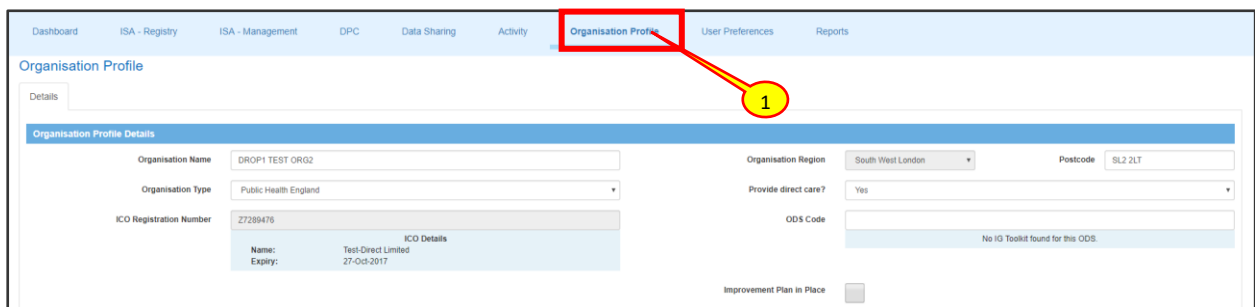 Dashboard ISA - Registry ISA - Management DPC Data Sharing Activity Organisation Profile User Preferences Reports
Organisation Profile
1
Details
Organisation Profile Details
Organisation Name DROP1 TEST ORG2 Organisation Region South West London Postcode SL2 2LT
Organisation Type Public Health England Provide direct care? Yes
ICO Registration Number Z7289476 ODS Code
ICO Details No IG Toolkit found for this ODS.
Name: Test-Direct Limited
Expiry: 27-Oct-2017
Improvement Plan in Place